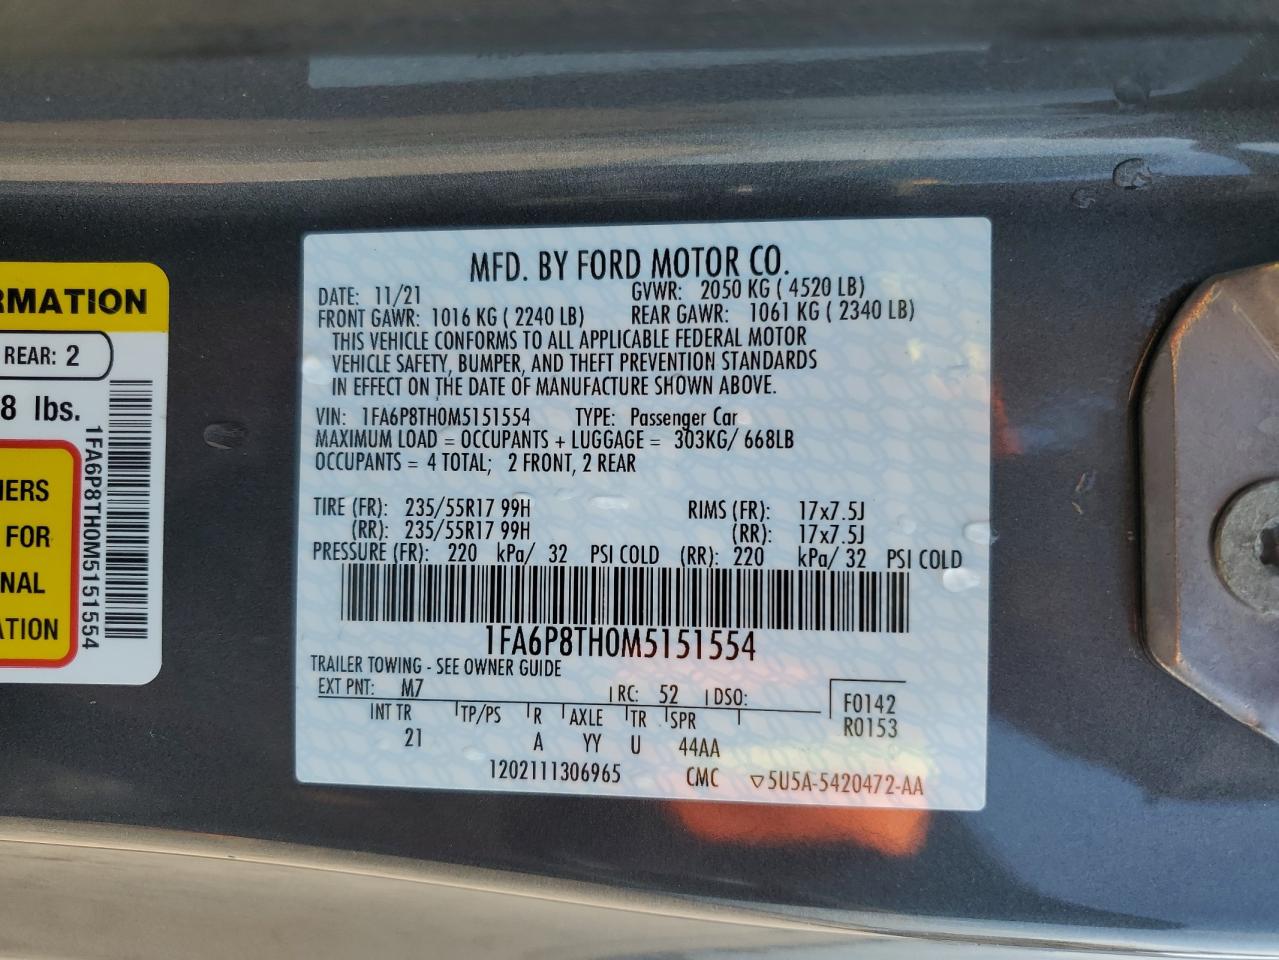 RMATION
REAR: 2
8 lbs.
IERS
FOR
NAL
ATION
1FA6P8TH0M5151554
MFD. BY FORD MOTOR CO.
DATE: 11/21 GVWR: 2050 KG ( 4520 LB)
FRONT GAWR: 1016 KG ( 2240 LB) REAR GAWR: 1061 KG ( 2340 LB)
THIS VEHICLE CONFORMS TO ALL APPLICABLE FEDERAL MOTOR
VEHICLE SAFETY, BUMPER, AND THEFT PREVENTION STANDARDS
IN EFFECT ON THE DATE OF MANUFACTURE SHOWN ABOVE.
VIN: 1FA6P8TH0M5151554 TYPE: Passenger Car
MAXIMUM LOAD = OCCUPANTS + LUGGAGE = 303KG/ 668LB
OCCUPANTS = 4 TOTAL; 2 FRONT, 2 REAR
TIRE (FR): 235/55R17 99H RIMS (FR): 17x7.5J
(RR): 235/55R17 99H (RR): 17x7.5J
PRESSURE (FR): 220 kPa/ 32 PSI COLD (RR): 220 kPa/ 32 PSI COLD
1FA6P8TH0M5151554
TRAILER TOWING - SEE OWNER GUIDE
EXT PNT: M7 RC: 52 DSO:
F0142
INT TR TP/PS R AXLE TR SPR
R0153
21 A YY U 44AA
1202111306965 CMC ▽5U5A-5420472-AA